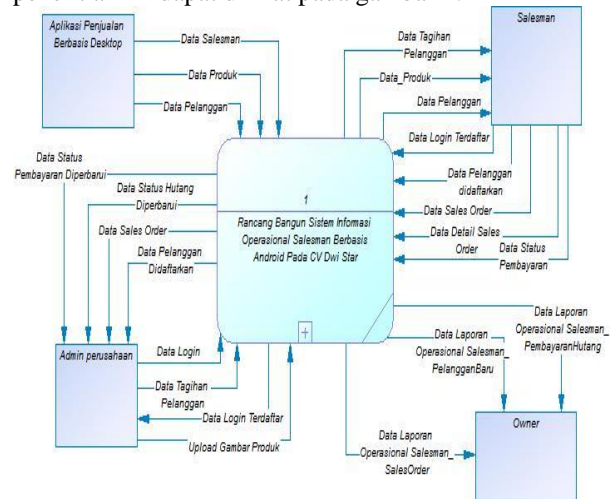 Aplikasi Penjualan
Berbasis Desktop
Data Salesman
Data Produk
Data Pelanggan
Data Tagihan
Pelanggan
Data_Produk
Data Pelanggan
Salesman
Data Login Terdaftar
Data Pelanggan
didaftarkan
Data Sales Order
Data Detail Sales
Order
Data Status
Pembayaran
1
Rancang Bangun Sistem Informasi
Operasional Salesman Berbasis
Android Pada CV Dwi Star
Data Status
Pembayaran Diperbarui
Data Status Hutang
Diperbarui
Data Sales Order
Data Pelanggan
Didaftarkan
Admin perusahaan
Data Login
Data Tagihan
Pelanggan
Data Login Terdaftar
Upload Gambar Produk
Data Laporan
Operasional Salesman_
PembayaranHutang
Data Laporan
Operasional Salesman_
PelangganBaru
Data Laporan
Operasional Salesman_
SalesOrder
Owner